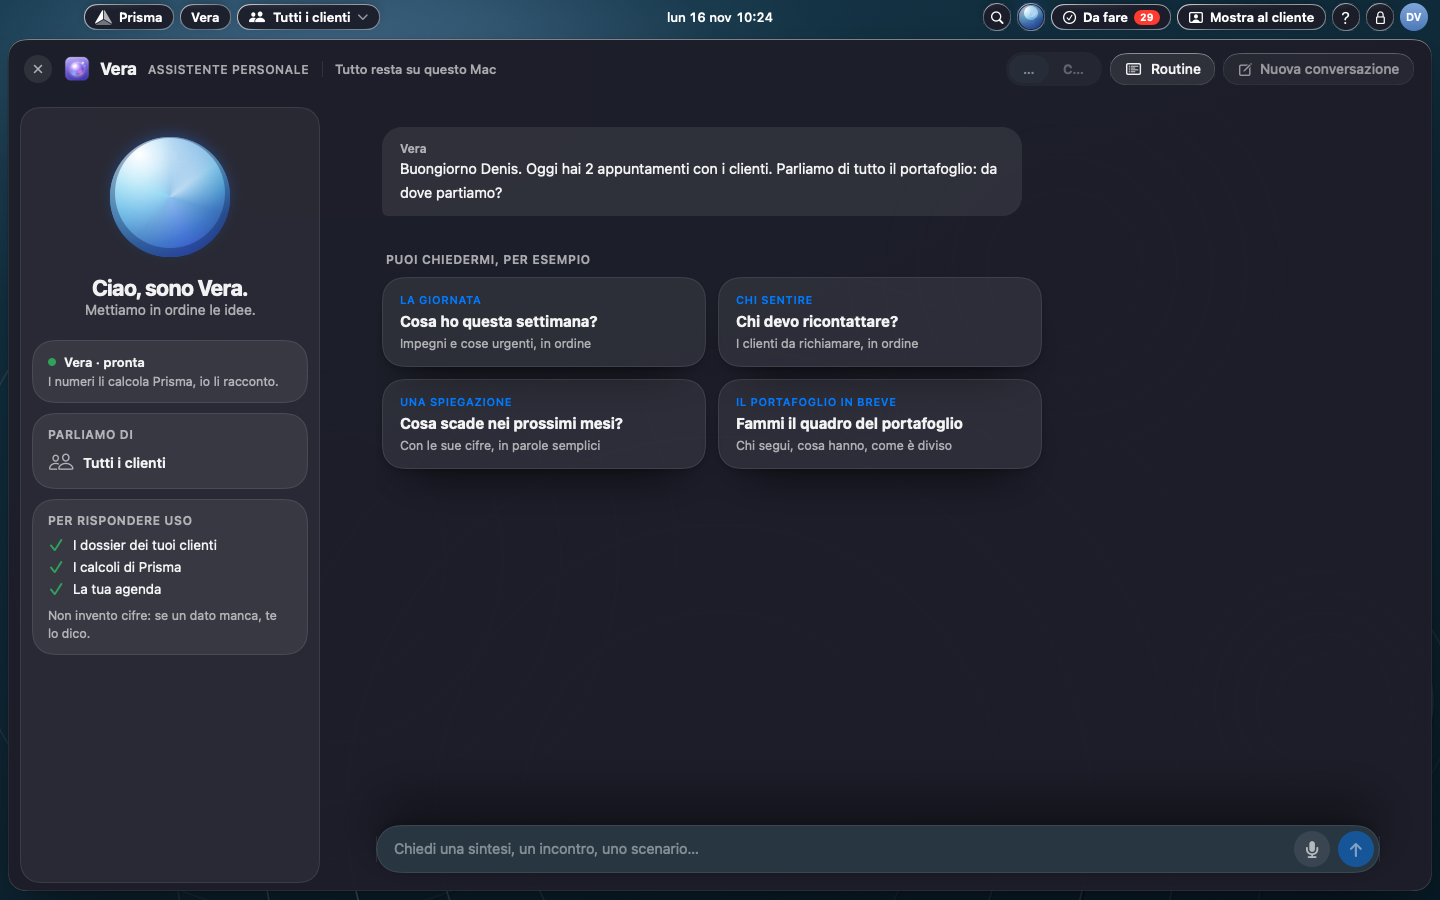 Prisma
Vera
Tutti i clienti
lun 16 nov 10:24
Da fare 29
Mostra al cliente
?
DV
Vera
ASSISTENTE PERSONALE
Tutto resta su questo Mac
...
C...
Routine
Nuova conversazione
Ciao, sono Vera.
Mettiamo in ordine le idee.
Vera · pronta
I numeri li calcola Prisma, io li racconto.
PARLIAMO DI
Tutti i clienti
PER RISPONDERE USO
I dossier dei tuoi clienti
I calcoli di Prisma
La tua agenda
Non invento cifre: se un dato manca, te
lo dico.
Vera
Buongiorno Denis. Oggi hai 2 appuntamenti con i clienti. Parliamo di tutto il portafoglio: da
dove partiamo?
PUOI CHIEDERMI, PER ESEMPIO
LA GIORNATA
Cosa ho questa settimana?
Impegni e cose urgenti, in ordine
CHI SENTIRE
Chi devo ricontattare?
I clienti da richiamare, in ordine
UNA SPIEGAZIONE
Cosa scade nei prossimi mesi?
Con le sue cifre, in parole semplici
IL PORTAFOGLIO IN BREVE
Fammi il quadro del portafoglio
Chi segui, cosa hanno, come è diviso
Chiedi una sintesi, un incontro, uno scenario...